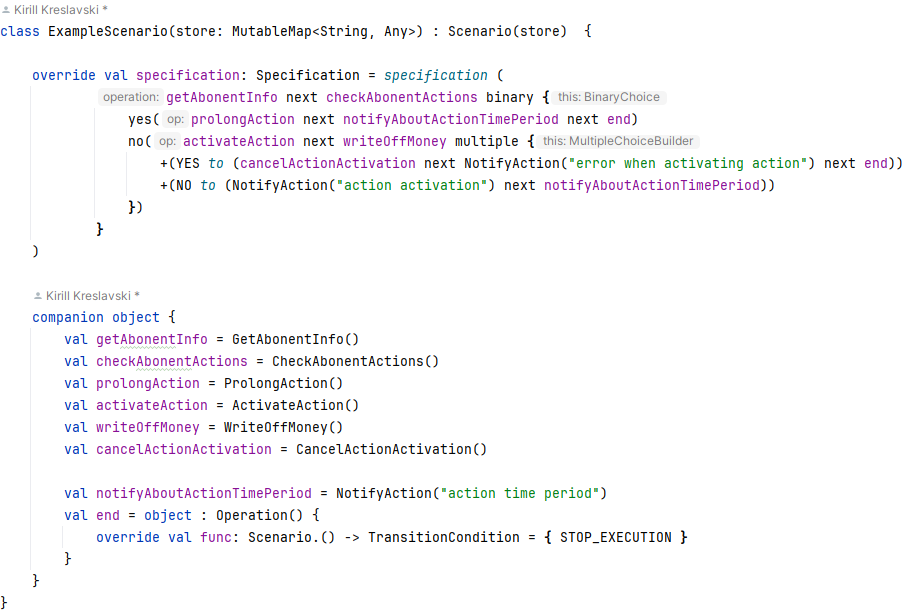 Kirill Kreslavski *
class ExampleScenario(store: MutableMap<String, Any>) : Scenario(store)  {
override val specification: Specification = specification (
operation: getAbonentInfo next checkAbonentActions binary { this: BinaryChoice
yes( op: prolongAction next notifyAboutActionTimePeriod next end)
no( op: activateAction next writeOffMoney multiple { this: MultipleChoiceBuilder
+(YES to (cancelActionActivation next NotifyAction("error when activating action") next end))
+(NO to (NotifyAction("action activation") next notifyAboutActionTimePeriod))
})
}
)
Kirill Kreslavski *
companion object {
val getAbonentInfo = GetAbonentInfo()
val checkAbonentActions = CheckAbonentActions()
val prolongAction = ProlongAction()
val activateAction = ActivateAction()
val writeOffMoney = WriteOffMoney()
val cancelActionActivation = CancelActionActivation()
val notifyAboutActionTimePeriod = NotifyAction("action time period")
val end = object : Operation() {
override val func: Scenario.() -> TransitionCondition = { STOP_EXECUTION }
}
}
}